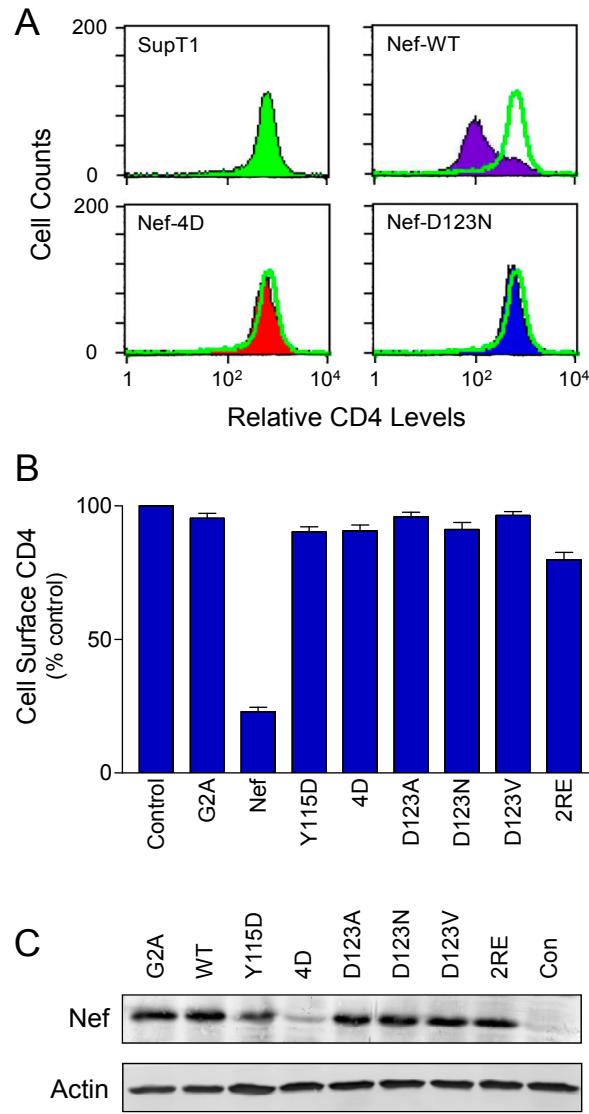 A
200
SupT1
Nef-WT
0
Cell Counts
200
Nef-4D
Nef-D123N
0
1 10² 10⁴ 1 10² 10⁴
Relative CD4 Levels
B
100
50
0
Cell Surface CD4
(% control)
Control G2A Nef Y115D 4D D123A D123N D123V 2RE
C
G2A WT Y115D 4D D123A D123N D123V 2RE Con
Nef
Actin